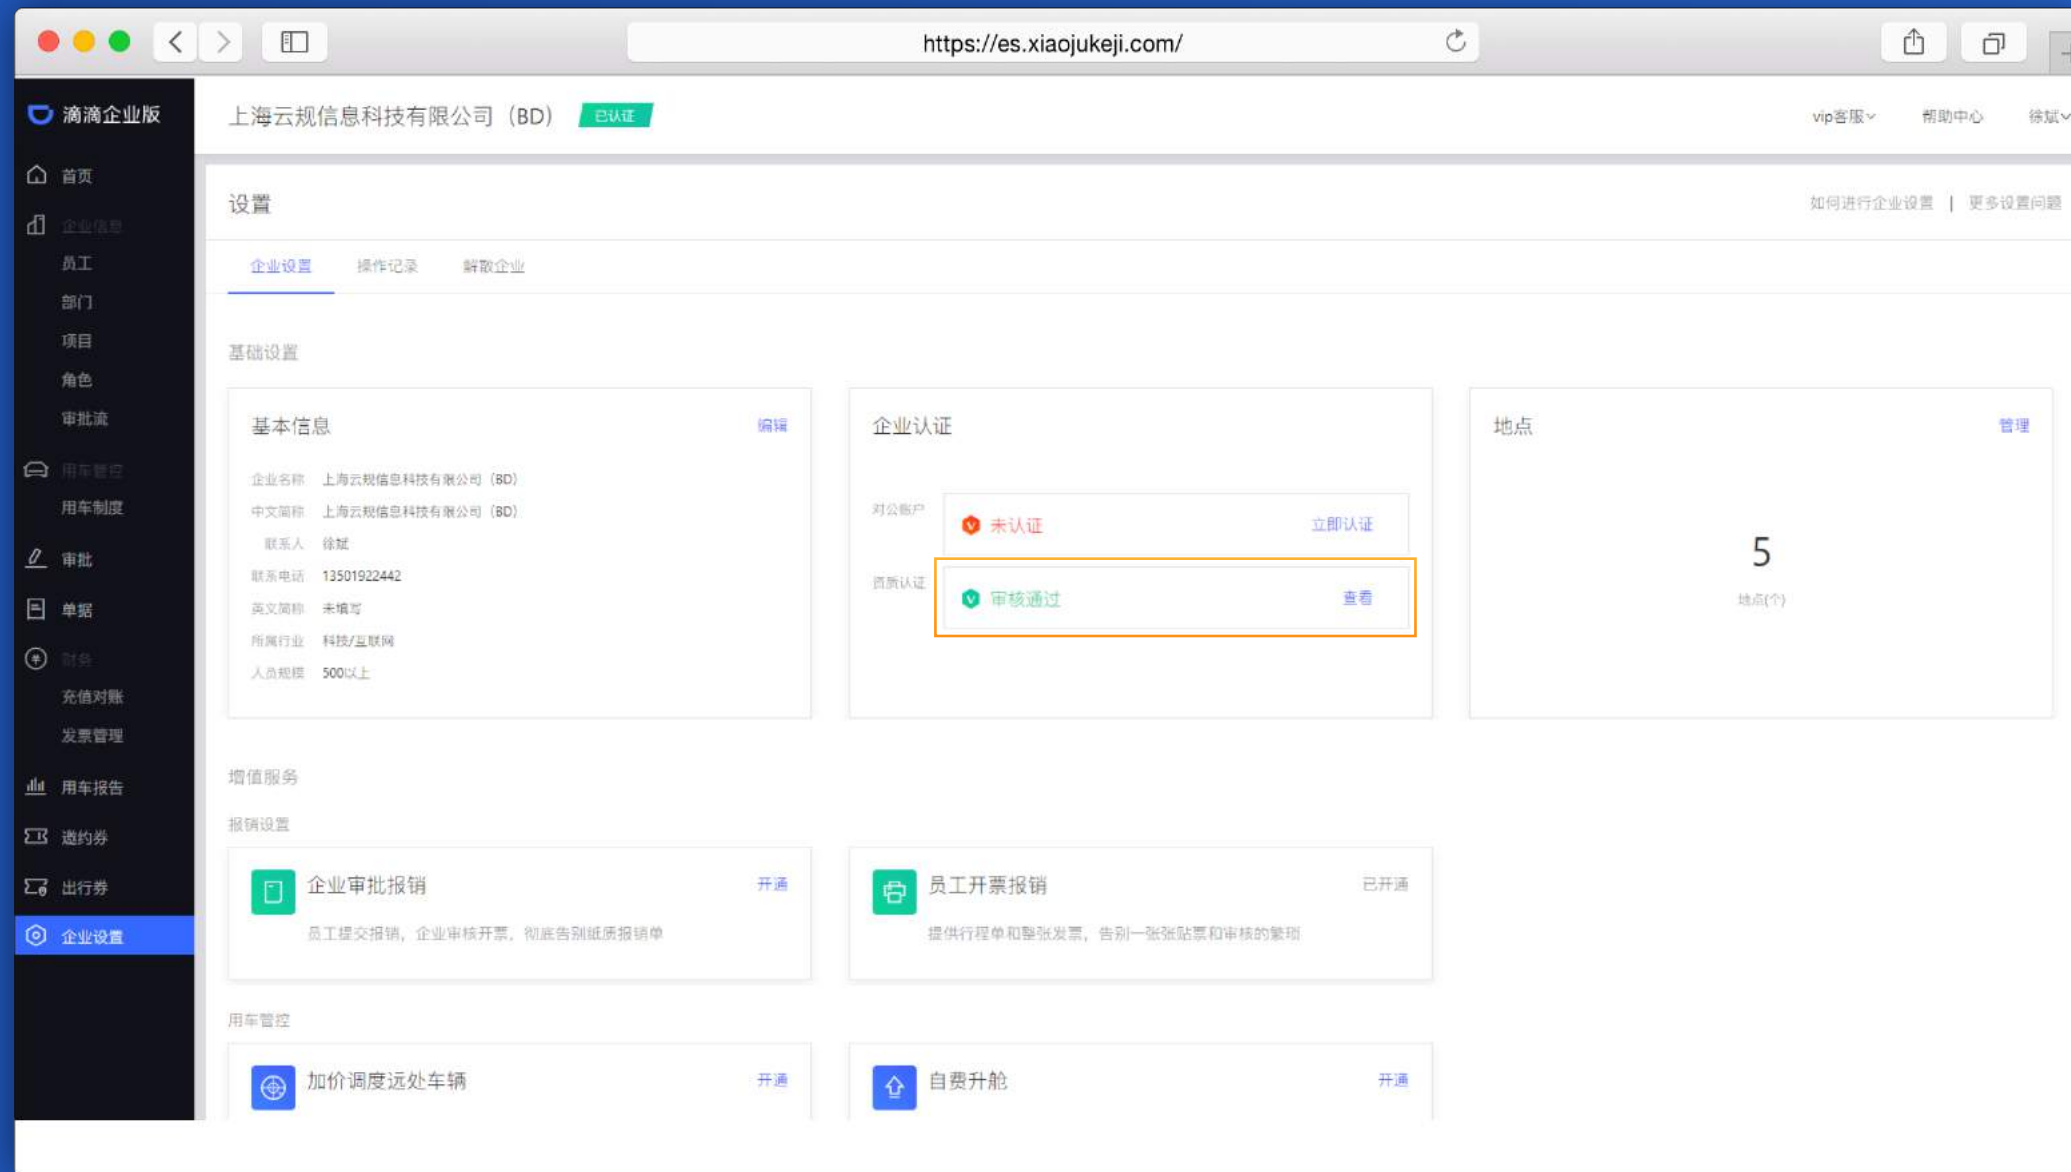 https://es.xiaojukeji.com/
滴滴企业版
上海云规信息科技有限公司（BD）
已认证
vip客服
帮助中心
徐斌
首页
企业信息
员工
部门
项目
角色
审批流
用车管控
用车制度
审批
单据
财务
充值对账
发票管理
用车报告
邀约券
出行券
企业设置
设置
如何进行企业设置 | 更多设置问题
企业设置
操作记录
解散企业
基础设置
基本信息
编辑
企业名称 上海云规信息科技有限公司（BD）
中文简称 上海云规信息科技有限公司（BD）
联系人 徐斌
联系电话 13501922442
英文简称 未填写
所属行业 科技/互联网
人员规模 500以上
企业认证
对公账户
未认证
立即认证
资质认证
审核通过
查看
地点
管理
5
地点(个)
增值服务
报销设置
企业审批报销
开通
员工提交报销，企业审核开票，彻底告别纸质报销单
员工开票报销
已开通
提供行程单和整张发票，告别一张张贴票和审核的繁琐
用车管控
加价调度远处车辆
开通
自费升舱
开通